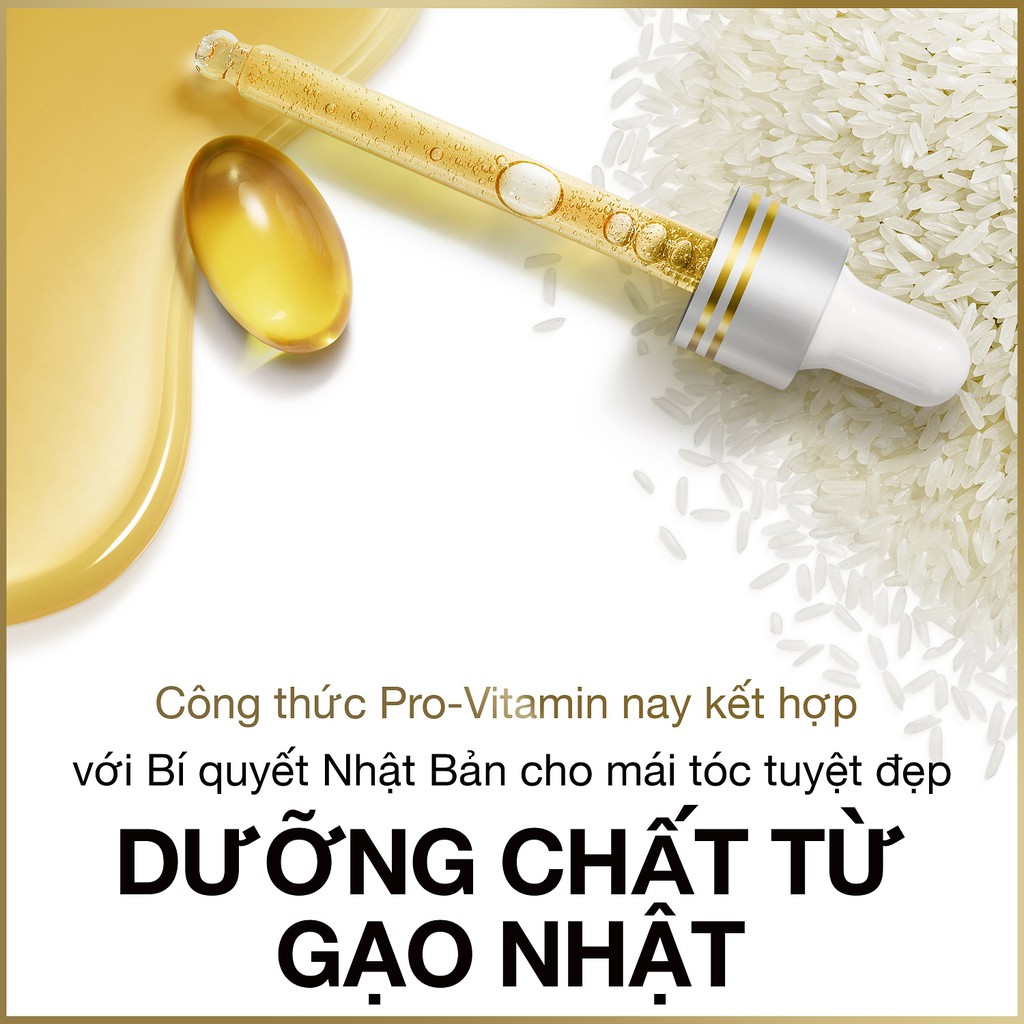 Công thức Pro-Vitamin nay kết hợp
với Bí quyết Nhật Bản cho mái tóc tuyệt đẹp
DƯỠNG CHẤT TỪ
GẠO NHẬT